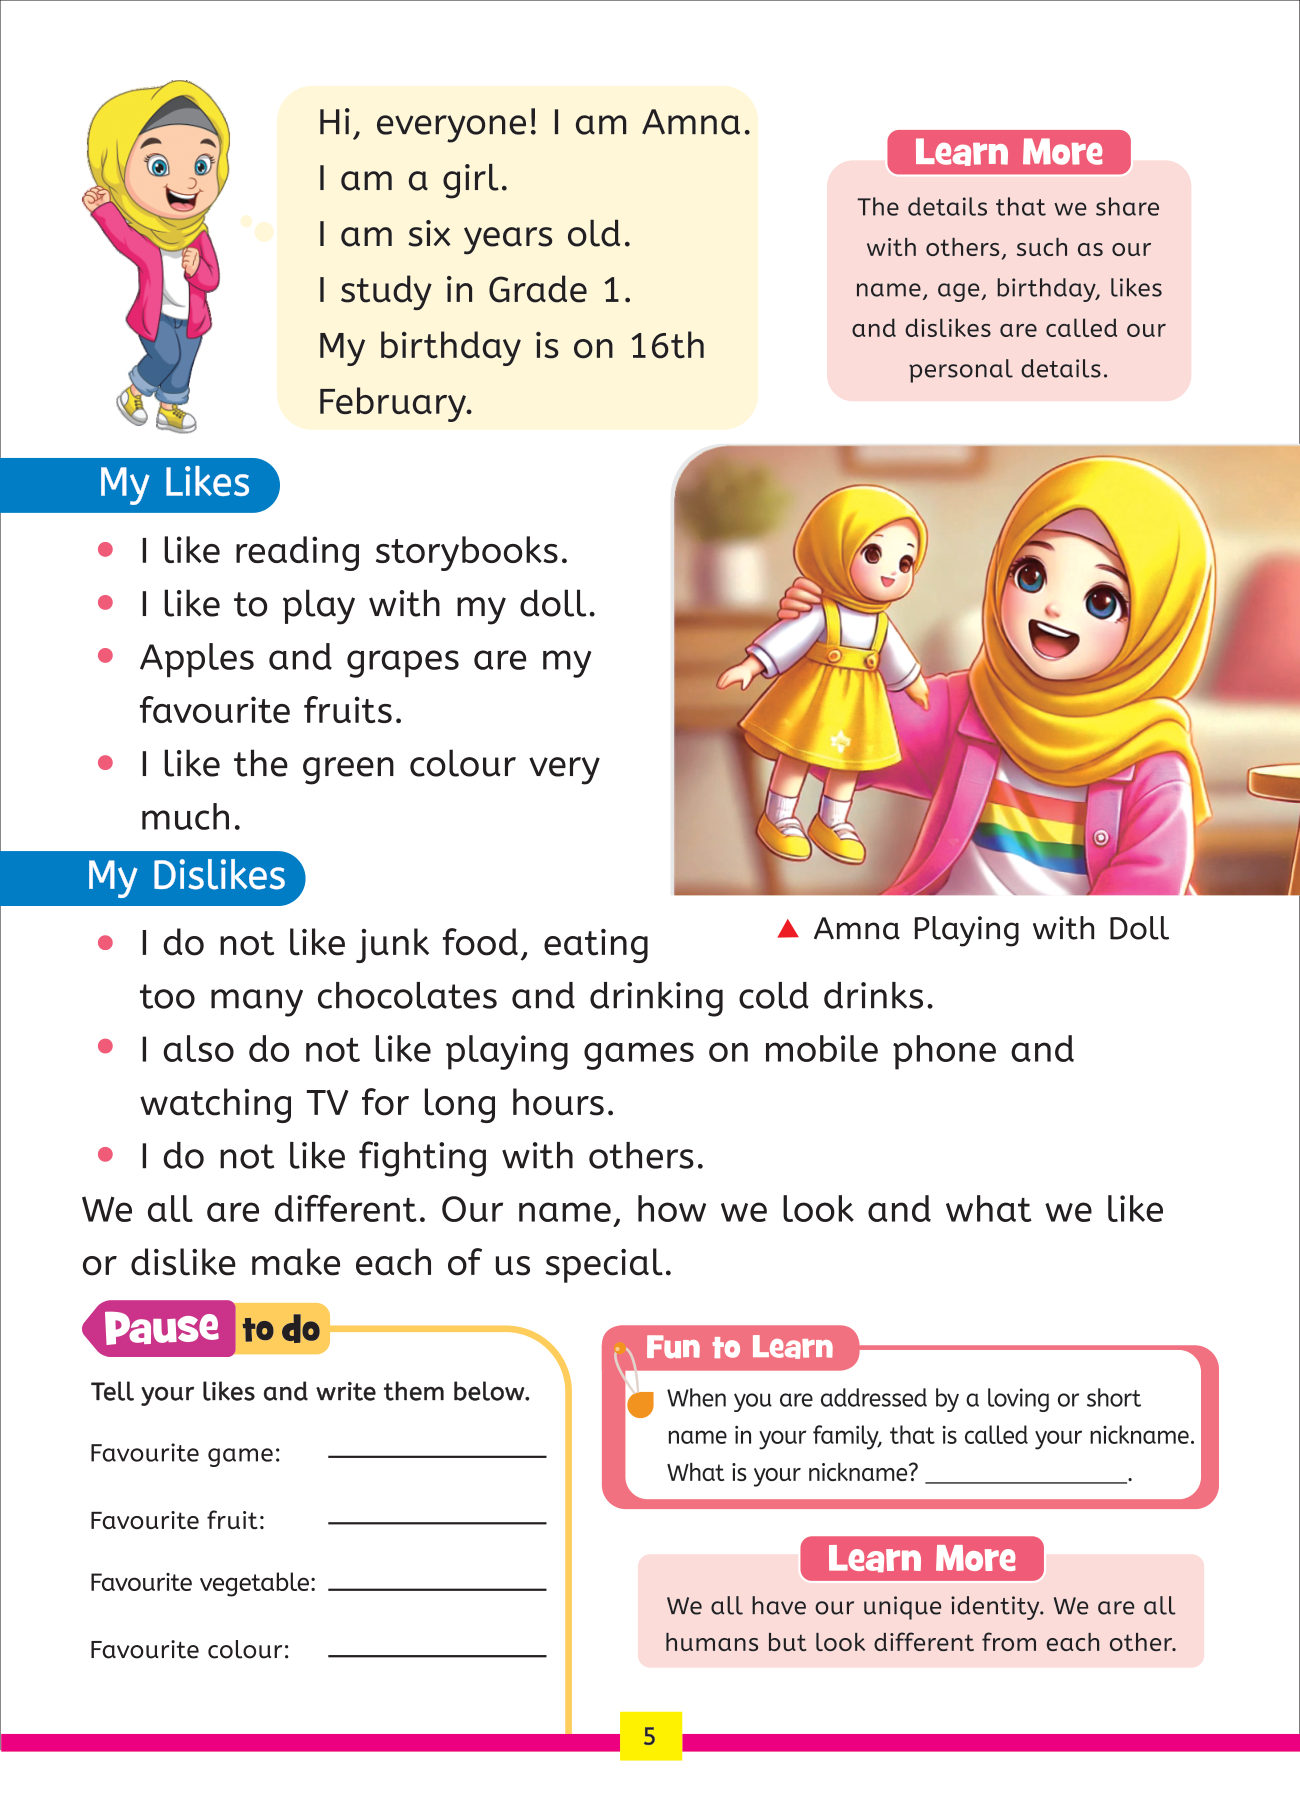 Hi, everyone! I am Amna.
I am a girl.
I am six years old.
I study in Grade 1.
My birthday is on 16th
February.
Learn More
The details that we share
with others, such as our
name, age, birthday, likes
and dislikes are called our
personal details.
My Likes
• I like reading storybooks.
• I like to play with my doll.
• Apples and grapes are my
favourite fruits.
• I like the green colour very
much.
▲ Amna Playing with Doll
My Dislikes
• I do not like junk food, eating
too many chocolates and drinking cold drinks.
• I also do not like playing games on mobile phone and
watching TV for long hours.
• I do not like fighting with others.
We all are different. Our name, how we look and what we like
or dislike make each of us special.
Pause to do
Tell your likes and write them below.
Favourite game: ____________
Favourite fruit: ____________
Favourite vegetable: ____________
Favourite colour: ____________
Fun to Learn
When you are addressed by a loving or short
name in your family, that is called your nickname.
What is your nickname? ____________.
Learn More
We all have our unique identity. We are all
humans but look different from each other.
5